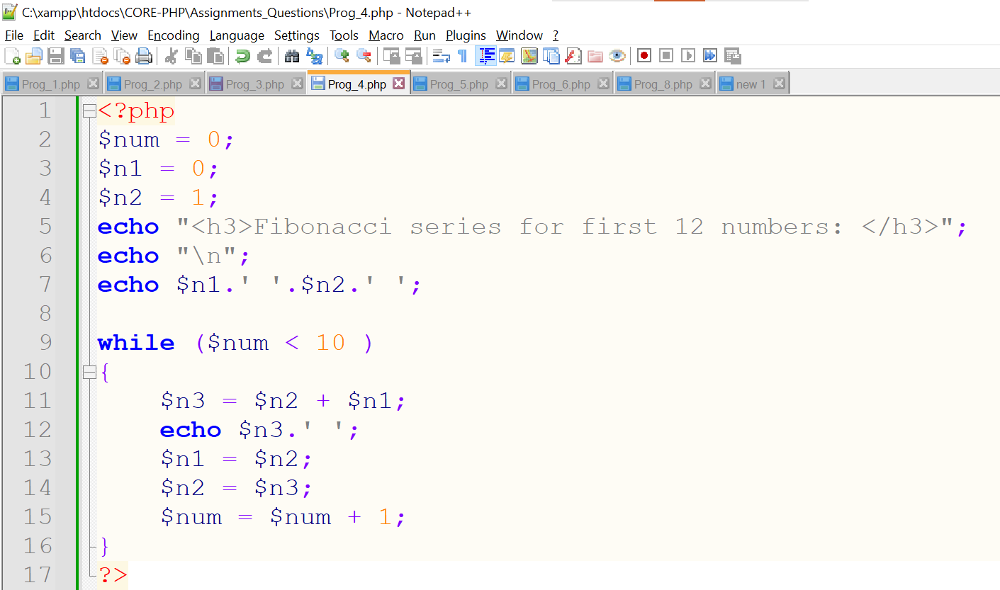 C:\xampp\htdocs\CORE-PHP\Assignments_Questions\Prog_4.php - Notepad++
File Edit Search View Encoding Language Settings Tools Macro Run Plugins Window ?
Prog_1.php Prog_2.php Prog_3.php Prog_4.php Prog_5.php Prog_6.php Prog_8.php new 1
1 <?php
2 $num = 0;
3 $n1 = 0;
4 $n2 = 1;
5 echo "<h3>Fibonacci series for first 12 numbers: </h3>";
6 echo "\n";
7 echo $n1.' '.$n2.' ';
8
9 while ($num < 10 )
10 {
11     $n3 = $n2 + $n1;
12     echo $n3.' ';
13     $n1 = $n2;
14     $n2 = $n3;
15     $num = $num + 1;
16 }
17 ?>